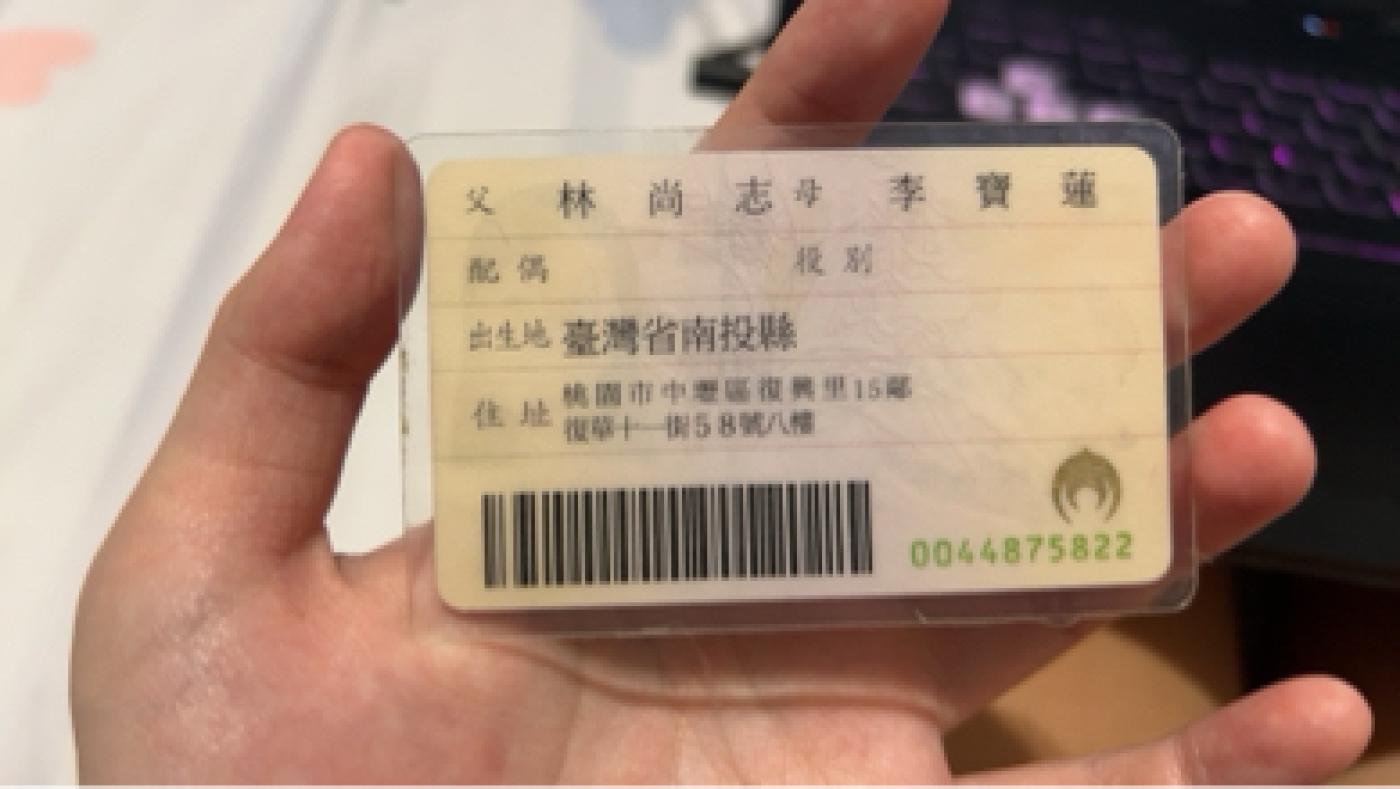 父 林尚志 母 李寶蓮
配偶 役別
出生地 臺灣省南投縣
住址 桃園市中壢區復興里15鄰
復華十一街58號八樓
0044875822